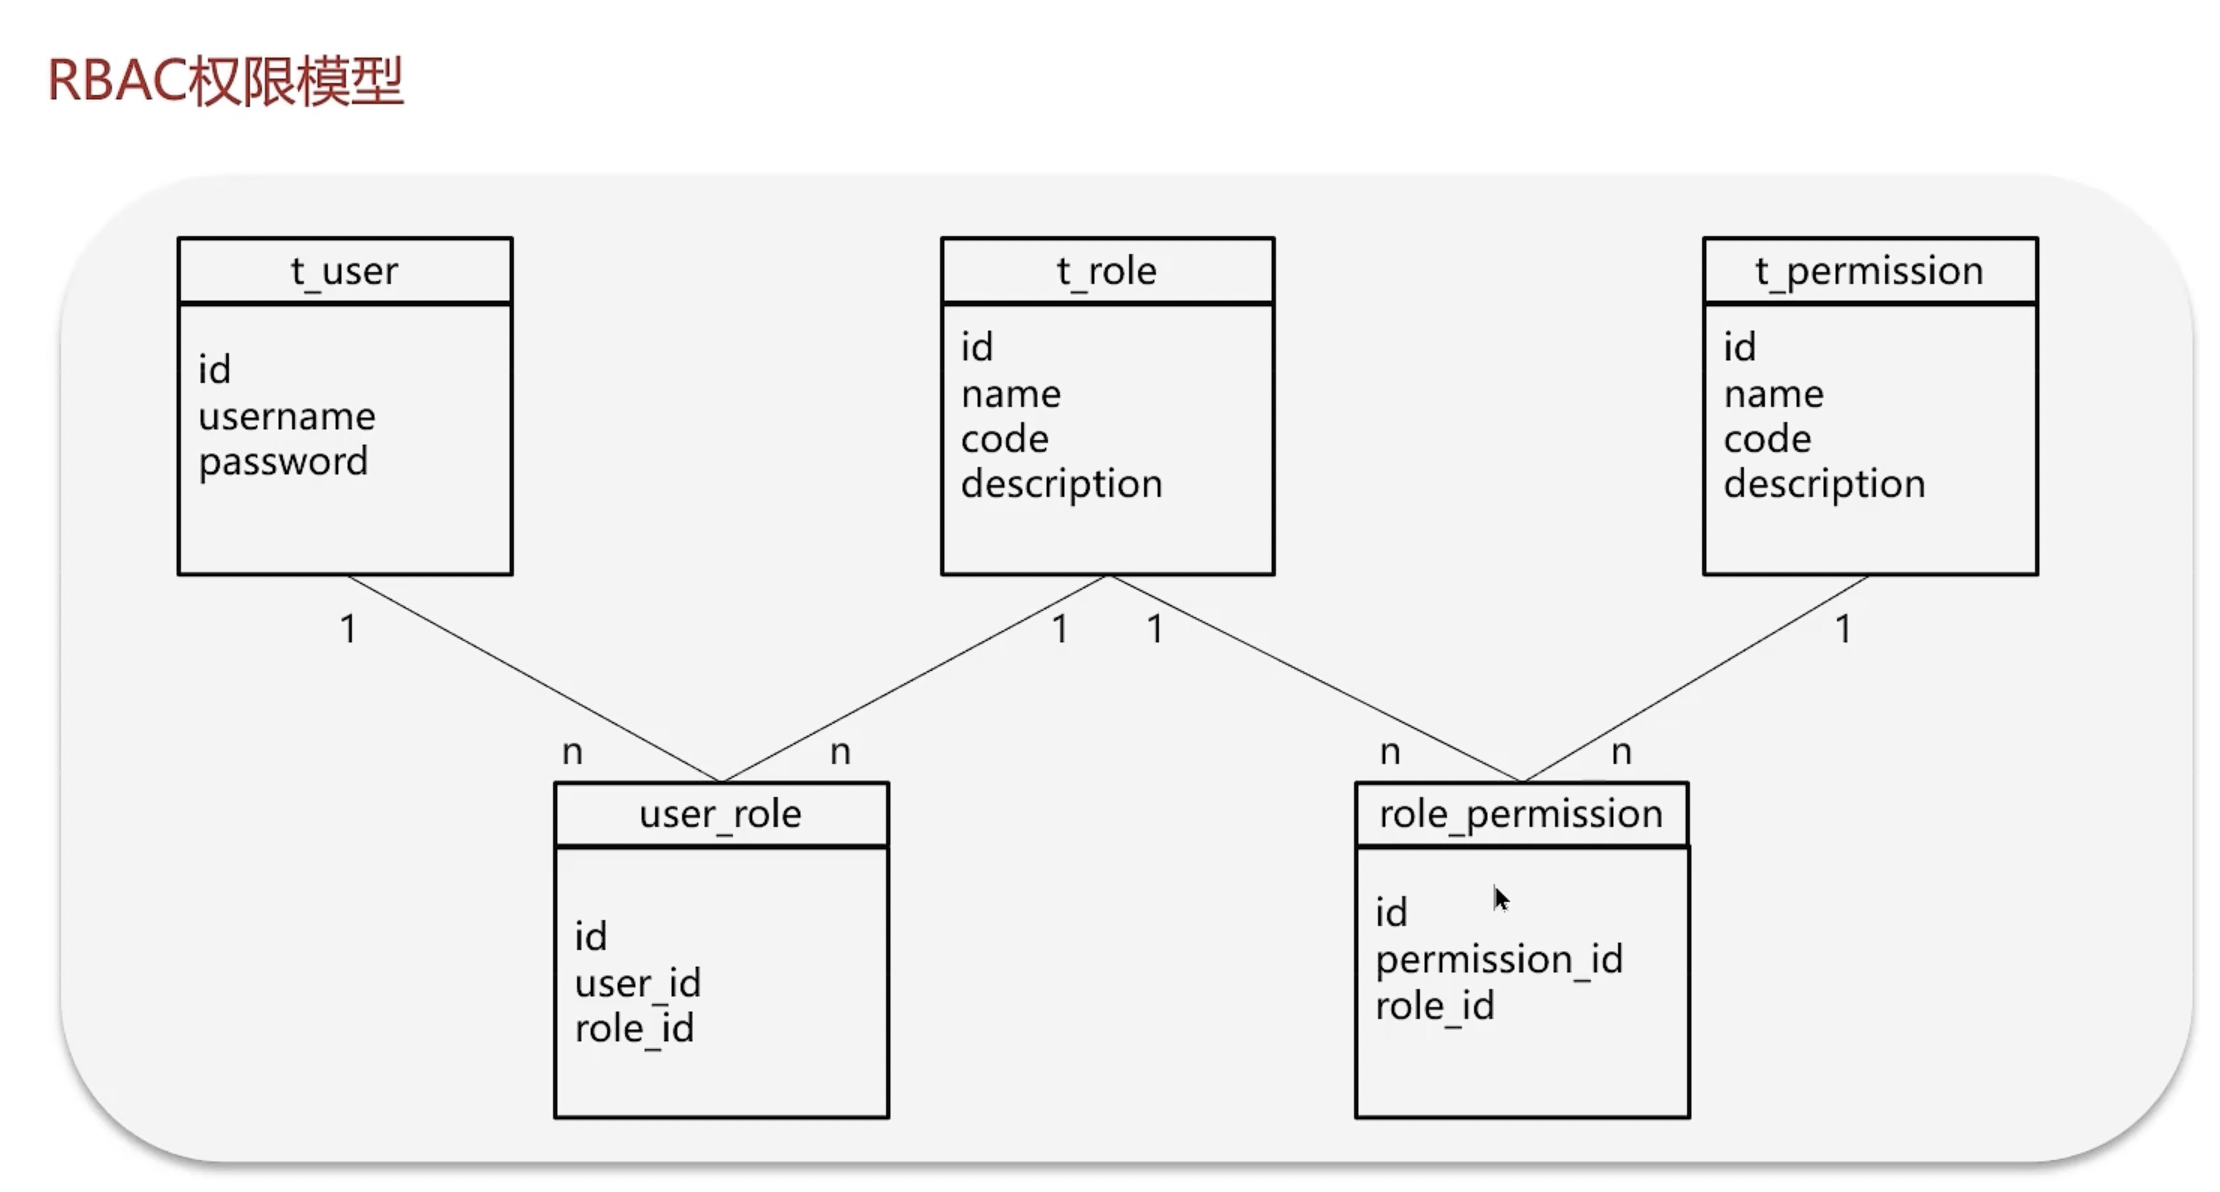 RBAC权限模型
t_user
id
username
password
t_role
id
name
code
description
t_permission
id
name
code
description
1
1
1
1
n
n
n
n
user_role
id
user_id
role_id
role_permission
id
permission_id
role_id